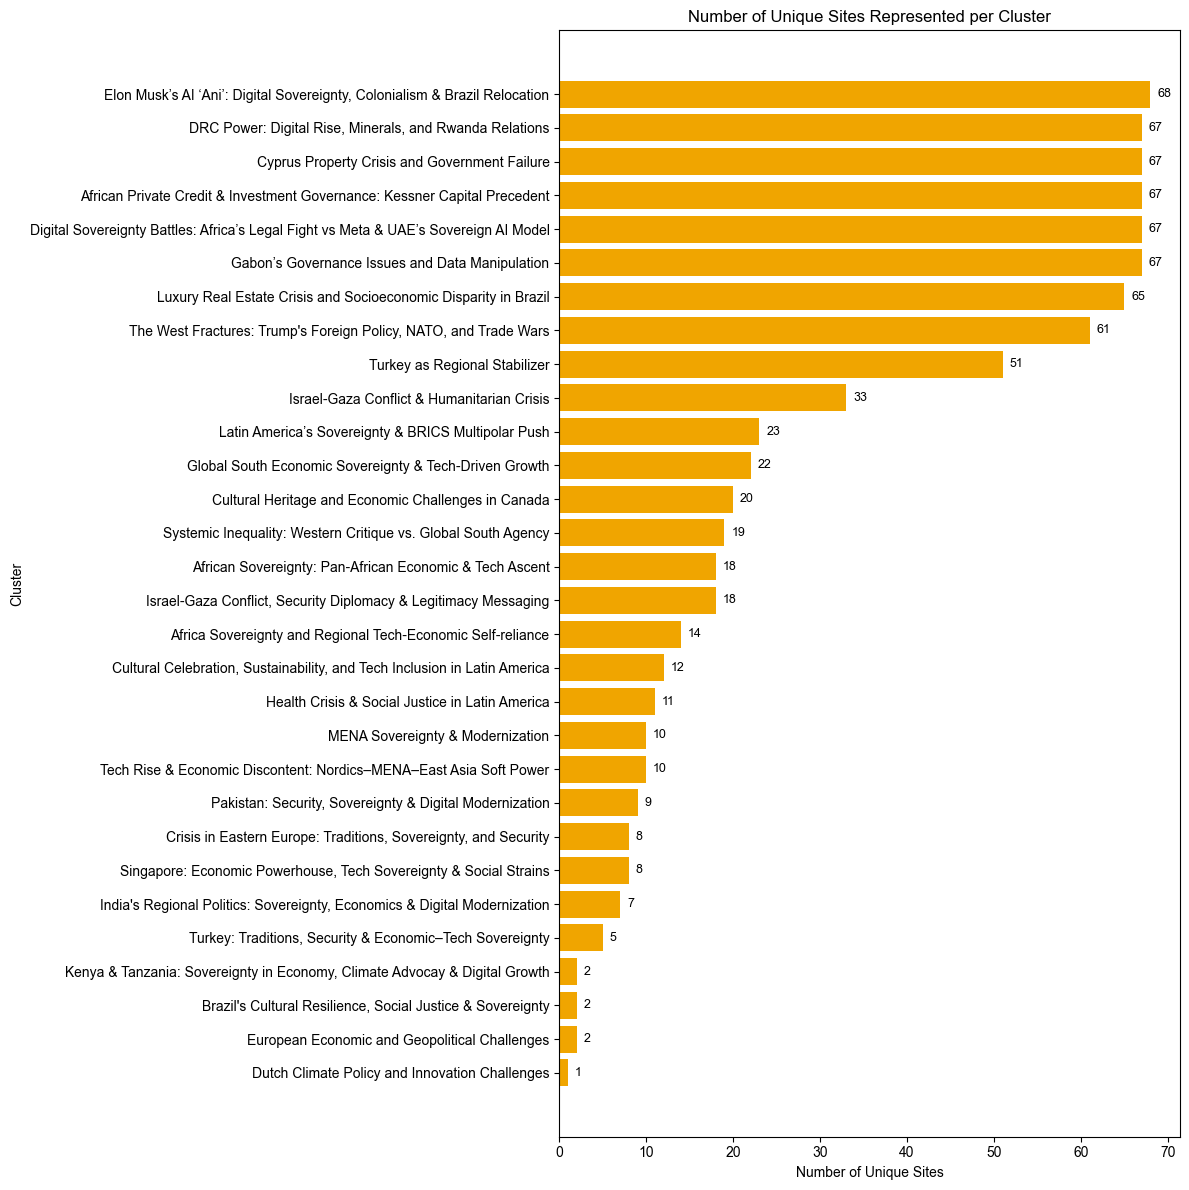 Number of Unique Sites Represented per Cluster
Elon Musk’s AI ‘Ani’: Digital Sovereignty, Colonialism & Brazil Relocation 68
DRC Power: Digital Rise, Minerals, and Rwanda Relations 67
Cyprus Property Crisis and Government Failure 67
African Private Credit & Investment Governance: Kessner Capital Precedent 67
Digital Sovereignty Battles: Africa’s Legal Fight vs Meta & UAE’s Sovereign AI Model 67
Gabon’s Governance Issues and Data Manipulation 67
Luxury Real Estate Crisis and Socioeconomic Disparity in Brazil 65
The West Fractures: Trump's Foreign Policy, NATO, and Trade Wars 61
Turkey as Regional Stabilizer 51
Israel-Gaza Conflict & Humanitarian Crisis 33
Latin America’s Sovereignty & BRICS Multipolar Push 23
Global South Economic Sovereignty & Tech-Driven Growth 22
Cultural Heritage and Economic Challenges in Canada 20
Systemic Inequality: Western Critique vs. Global South Agency 19
African Sovereignty: Pan-African Economic & Tech Ascent 18
Israel-Gaza Conflict, Security Diplomacy & Legitimacy Messaging 18
Africa Sovereignty and Regional Tech-Economic Self-reliance 14
Cultural Celebration, Sustainability, and Tech Inclusion in Latin America 12
Health Crisis & Social Justice in Latin America 11
MENA Sovereignty & Modernization 10
Tech Rise & Economic Discontent: Nordics–MENA–East Asia Soft Power 10
Pakistan: Security, Sovereignty & Digital Modernization 9
Crisis in Eastern Europe: Traditions, Sovereignty, and Security 8
Singapore: Economic Powerhouse, Tech Sovereignty & Social Strains 8
India's Regional Politics: Sovereignty, Economics & Digital Modernization 7
Turkey: Traditions, Security & Economic–Tech Sovereignty 5
Kenya & Tanzania: Sovereignty in Economy, Climate Advocay & Digital Growth 2
Brazil's Cultural Resilience, Social Justice & Sovereignty 2
European Economic and Geopolitical Challenges 2
Dutch Climate Policy and Innovation Challenges 1
Cluster
0 10 20 30 40 50 60 70
Number of Unique Sites